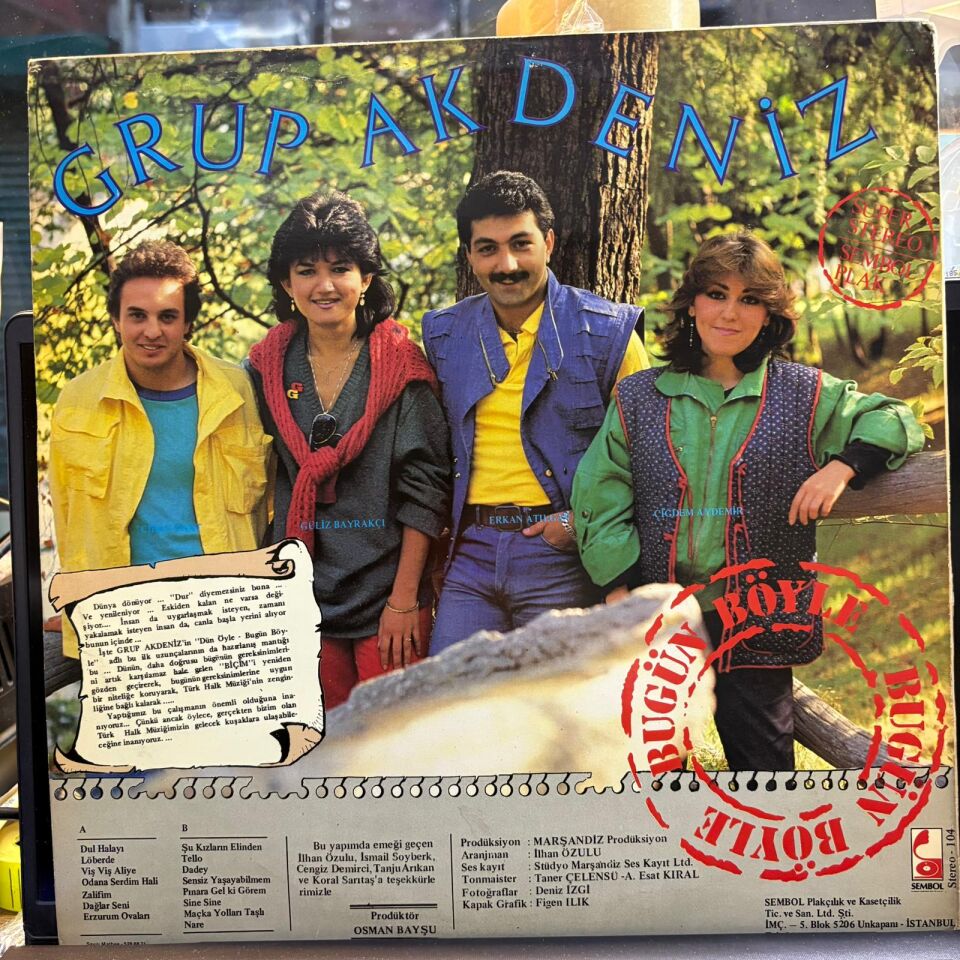 GRUP AKDENİZ
SUPER
STEREO
SEMBOL
PLAK
GÜLİZ BAYRAKÇI
ERKAN ATILGAN
ÇİĞDEM AYDEMİR
Dünya dönüyor ... "Dur" diyemezsiniz buna ...
Ve yenileniyor ... Eskiden kalan ne varsa deği-
şiyor.... İnsan da uygarlaşmak isteyen, zamanı
yakalamak isteyen insan da, canla başla yerini alıyor
bunun içinde ...
İşte GRUP AKDENİZ'in "Dün Öyle - Bugün Böy-
le" adlı bu ilk uzunçalarının da hazırlanış mantığı
bu ... Dünün, daha doğrusu bügünün gereksinimleri-
ni artık karşılamaz hale gelen "BİÇİM"i yeniden
gözden geçirerek, bugünün gereksinimlerine uygun
bir niteliğe koruyarak, Türk Halk Müziği'nin zengin-
liğine bağlı kalarak .....
Yaptığımız bu çalışmanın önemli olduğuna ina-
nıyoruz... Çünkü ancak öylece, gerçekten bizim olan
Türk Halk Müziğimizin gelecek kuşaklara ulaşabile-
ceğine inanıyoruz. ...
BUGÜN BÖYLE BUGÜN BÖYLE
A
Dul Halayı
Löberde
Viş Viş Aliye
Odana Serdim Hali
Zalifim
Dağlar Seni
Erzurum Ovaları
B
Şu Kızların Elinden
Tello
Dadey
Sensiz Yaşayabilmem
Pınara Gel ki Görem
Sine Sine
Maçka Yolları Taşlı
Nare
Bu yapımda emeği geçen
İlhan Özulu, İsmail Soyberk,
Cengiz Demirci, Tanju Arıkan
ve Koral Sarıtaş'a teşekkürle
rimizle
Prodüktör
OSMAN BAYŞU
Prodüksiyon : MARŞANDİZ Prodüksiyon
Aranjman : İlhan ÖZULU
Ses kayıt : Stüdyo Marşandiz Ses Kayıt Ltd.
Tonmaister : Taner ÇELENSÜ -A. Esat KIRAL
Fotoğraflar : Deniz İZGİ
Kapak Grafik : Figen ILIK
SEMBOL
Stereo - 104
SEMBOL Plakçılık ve Kasetçilik
Tic. ve San. Ltd. Şti.
İMÇ. — 5. Blok 5206 Unkapanı - İSTANBUL